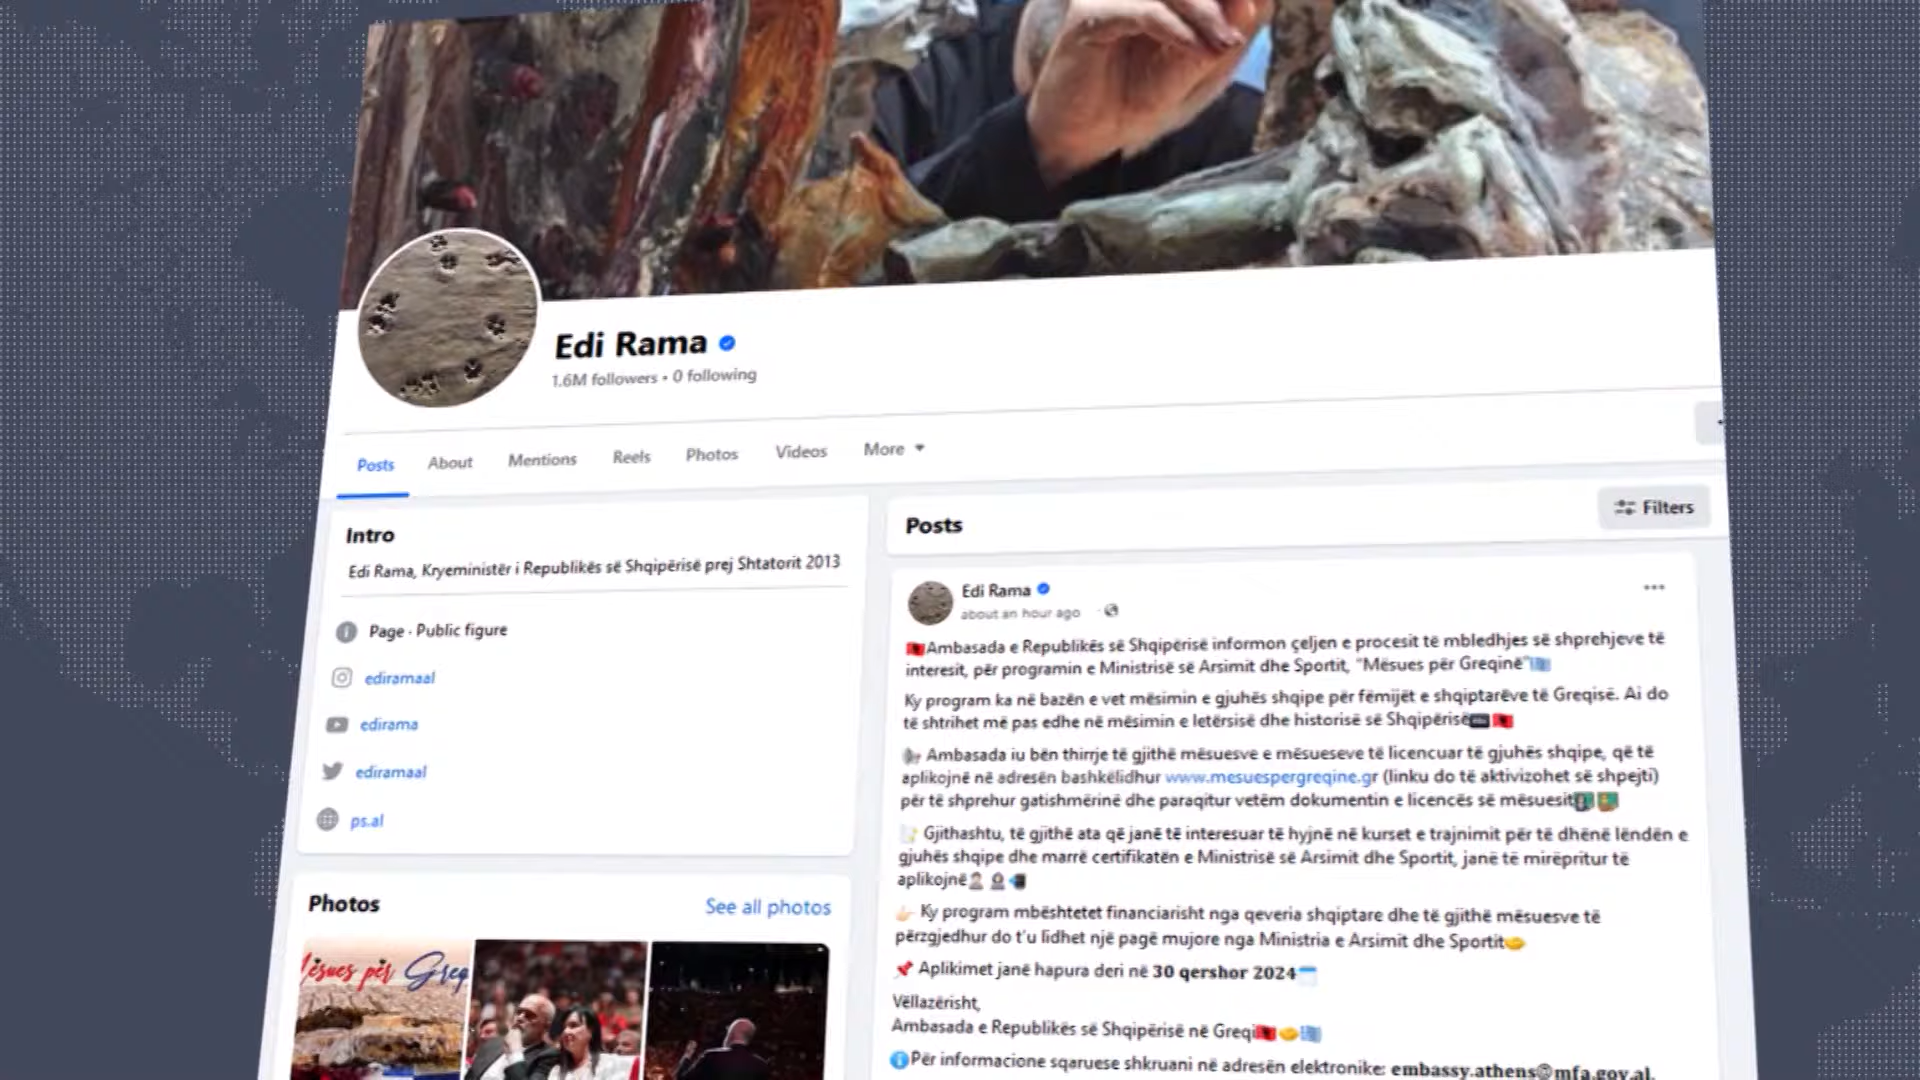 Edi Rama
1.6M followers • 0 following
Posts
About
Mentions
Reels
Photos
Videos
More
Intro
Edi Rama, Kryeministër i Republikës së Shqipërisë prej Shtatorit 2013
Page · Public figure
ediramaal
edirama
ediramaal
ps.al
Photos
See all photos
Mësues për Greq
Posts
Filters
Edi Rama
about an hour ago
Ambasada e Republikës së Shqipërisë informon çeljen e procesit të mbledhjes së shprehjeve të
interesit, për programin e Ministrisë së Arsimit dhe Sportit, "Mësues për Greqinë"
Ky program ka në bazën e vet mësimin e gjuhës shqipe për fëmijët e shqiptarëve të Greqisë. Ai do
të shtrihet më pas edhe në mësimin e letërsisë dhe historisë së Shqipërisë
Ambasada iu bën thirrje të gjithë mësuesve e mësueseve të licencuar të gjuhës shqipe, që të
aplikojnë në adresën bashkëlidhur www.mesuespergreqine.gr (linku do të aktivizohet së shpejti)
për të shprehur gatishmërinë dhe paraqitur vetëm dokumentin e licencës së mësuesit
Gjithashtu, të gjithë ata që janë të interesuar të hyjnë në kurset e trajnimit për të dhënë lëndën e
gjuhës shqipe dhe marrë certifikatën e Ministrisë së Arsimit dhe Sportit, janë të mirëpritur të
aplikojnë
Ky program mbështetet financiarisht nga qeveria shqiptare dhe të gjithë mësuesve të
përzgjedhur do t'u lidhet një pagë mujore nga Ministria e Arsimit dhe Sportit
Aplikimet janë hapura deri në 30 qershor 2024
Vëllazërisht,
Ambasada e Republikës së Shqipërisë në Greqi
Për informacione sqaruese shkruani në adresën elektronike: embassy.athens@mfa.gov.al.